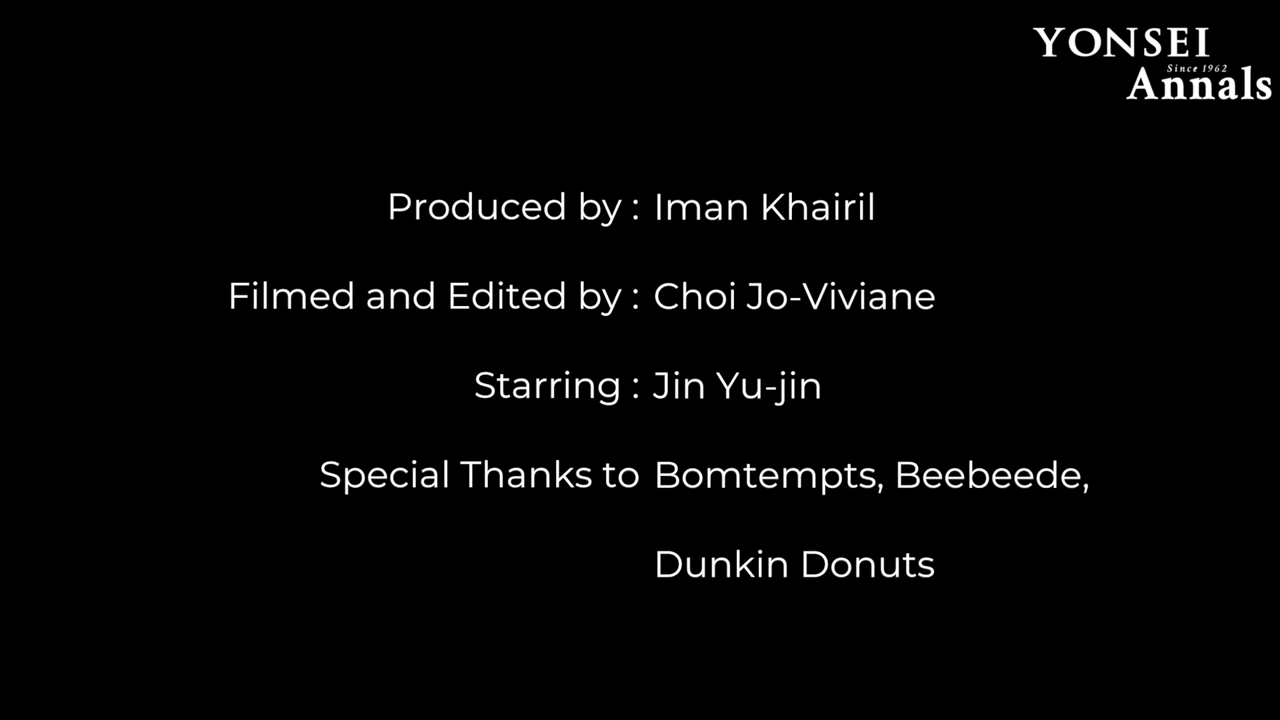 YONSEI
Since 1962
Annals
Produced by : Iman Khairil
Filmed and Edited by : Choi Jo-Viviane
Starring : Jin Yu-jin
Special Thanks to Bomtempts, Beebeede,
Dunkin Donuts